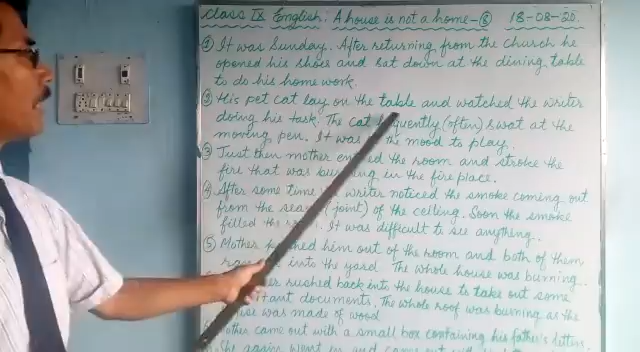 Class IX English: A house is not a home - ⑧ 18-08-20.
① It was Sunday. After returning from the church he
opened his shoes and sat down at the dining table
to do his home work.
② His pet cat lay on the table and watched the writer
doing his task. The cat (often) swat at the
moving pen. It was the mood to play.
③ Just then mother the room and stroke the
fire that was in the fire place.
④ After some time writer noticed the smoke coming out
from the (joint) of the ceiling. Soon the smoke
filled the It was difficult to see anything..
⑤ Mother him out of the room and both of them
into the yard. The whole house was burning..
rushed back into the house to take out some
documents. The whole roof was burning as the
was made of wood
came out with a small box containing his father's letters.
She again went in and came out